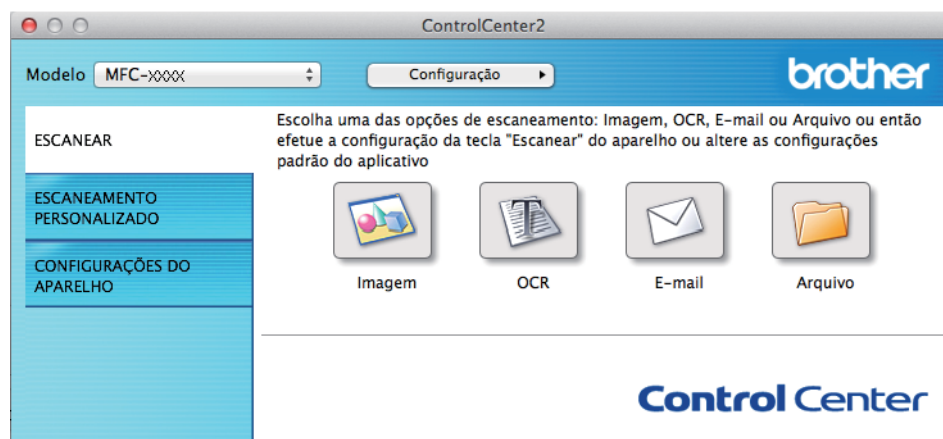 ControlCenter2
Modelo MFC-XXXX Configuração
brother
ESCANEAR
ESCANEAMENTO
PERSONALIZADO
CONFIGURAÇÕES DO
APARELHO
Escolha uma das opções de escaneamento: Imagem, OCR, E-mail ou Arquivo ou então
efetue a configuração da tecla "Escanear" do aparelho ou altere as configurações
padrão do aplicativo
Imagem OCR E-mail Arquivo
Control Center